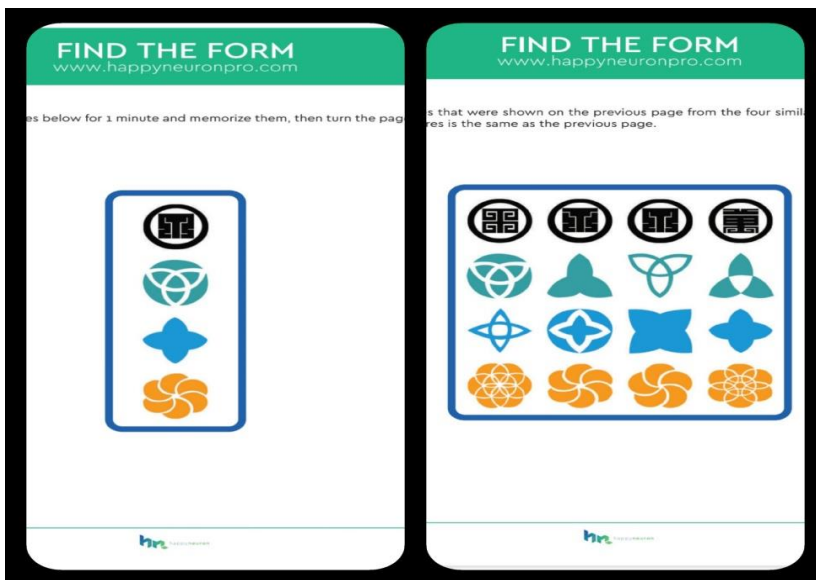 FIND THE FORM
www.happyneuronpro.com
es below for 1 minute and memorize them, then turn the pag
hn
FIND THE FORM
www.happyneuronpro.com
s that were shown on the previous page from the four simil
res is the same as the previous page.
hn